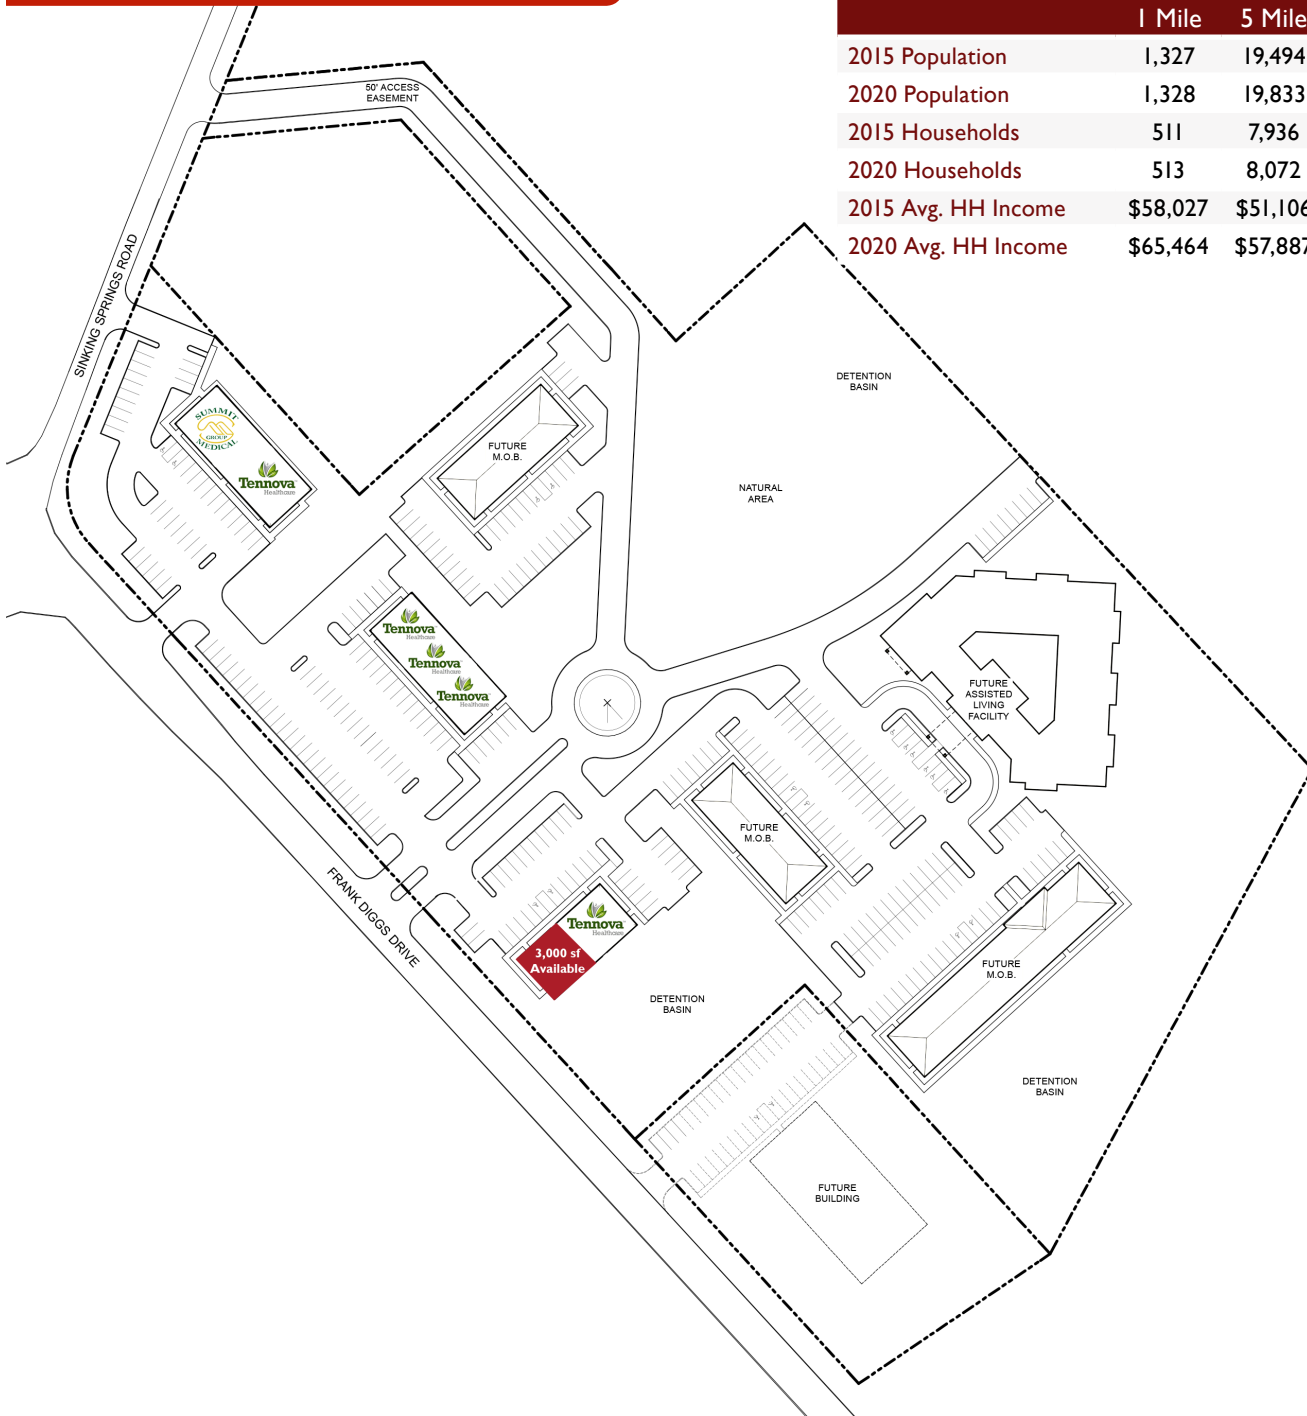 1 Mile 5 Mile
2015 Population 1,327 19,494
2020 Population 1,328 19,833
2015 Households 511 7,936
2020 Households 513 8,072
2015 Avg. HH Income $58,027 $51,106
2020 Avg. HH Income $65,464 $57,887
50' ACCESS
EASEMENT
SINKING SPRINGS ROAD
DETENTION
BASIN
SUMMIT
GROUP
MEDICAL
Tennova
Healthcare
FUTURE
M.O.B.
NATURAL
AREA
Tennova
Healthcare
Tennova
Healthcare
Tennova
Healthcare
FUTURE
ASSISTED
LIVING
FACILITY
FUTURE
M.O.B.
FRANK DIGGS DRIVE
Tennova
Healthcare
3,000 sf
Available
FUTURE
M.O.B.
DETENTION
BASIN
DETENTION
BASIN
FUTURE
BUILDING